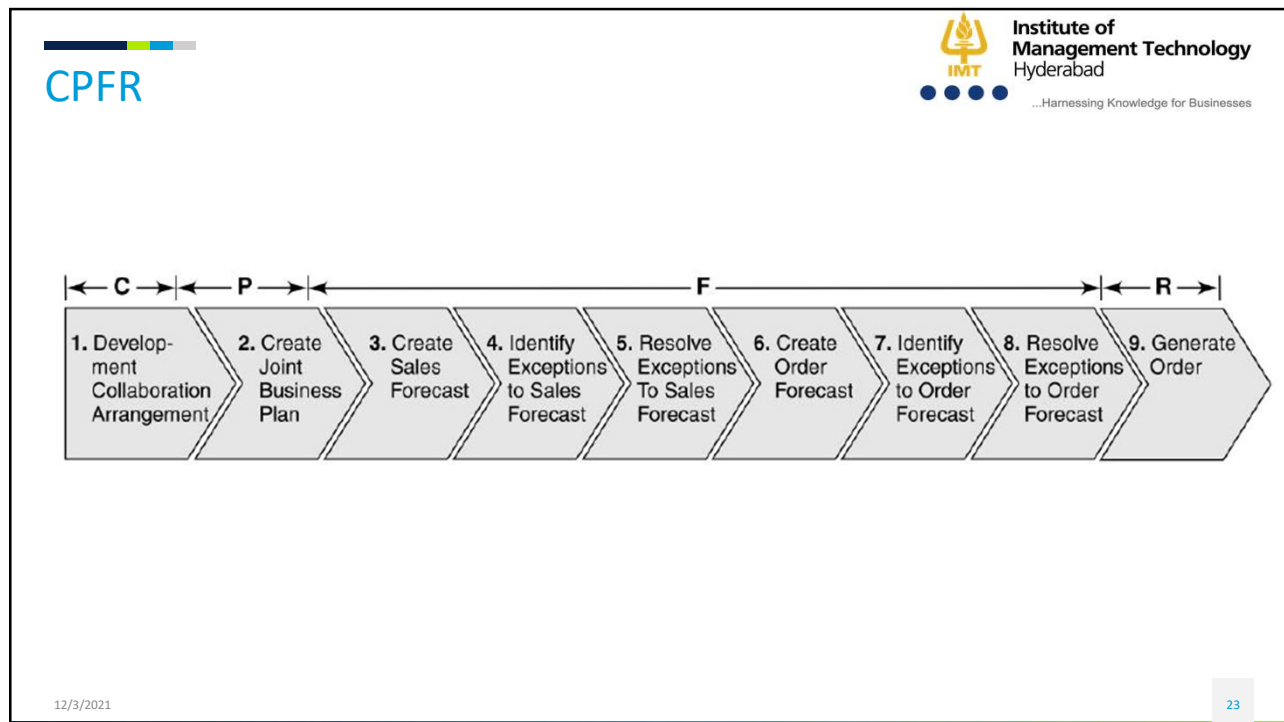 CPFR
IMT
Institute of
Management Technology
Hyderabad
...Harnessing Knowledge for Businesses
C
P
F
R
1. Develop-
ment
Collaboration
Arrangement
2. Create
Joint
Business
Plan
3. Create
Sales
Forecast
4. Identify
Exceptions
to Sales
Forecast
5. Resolve
Exceptions
To Sales
Forecast
6. Create
Order
Forecast
7. Identify
Exceptions
to Order
Forecast
8. Resolve
Exceptions
to Order
Forecast
9. Generate
Order
12/3/2021
23